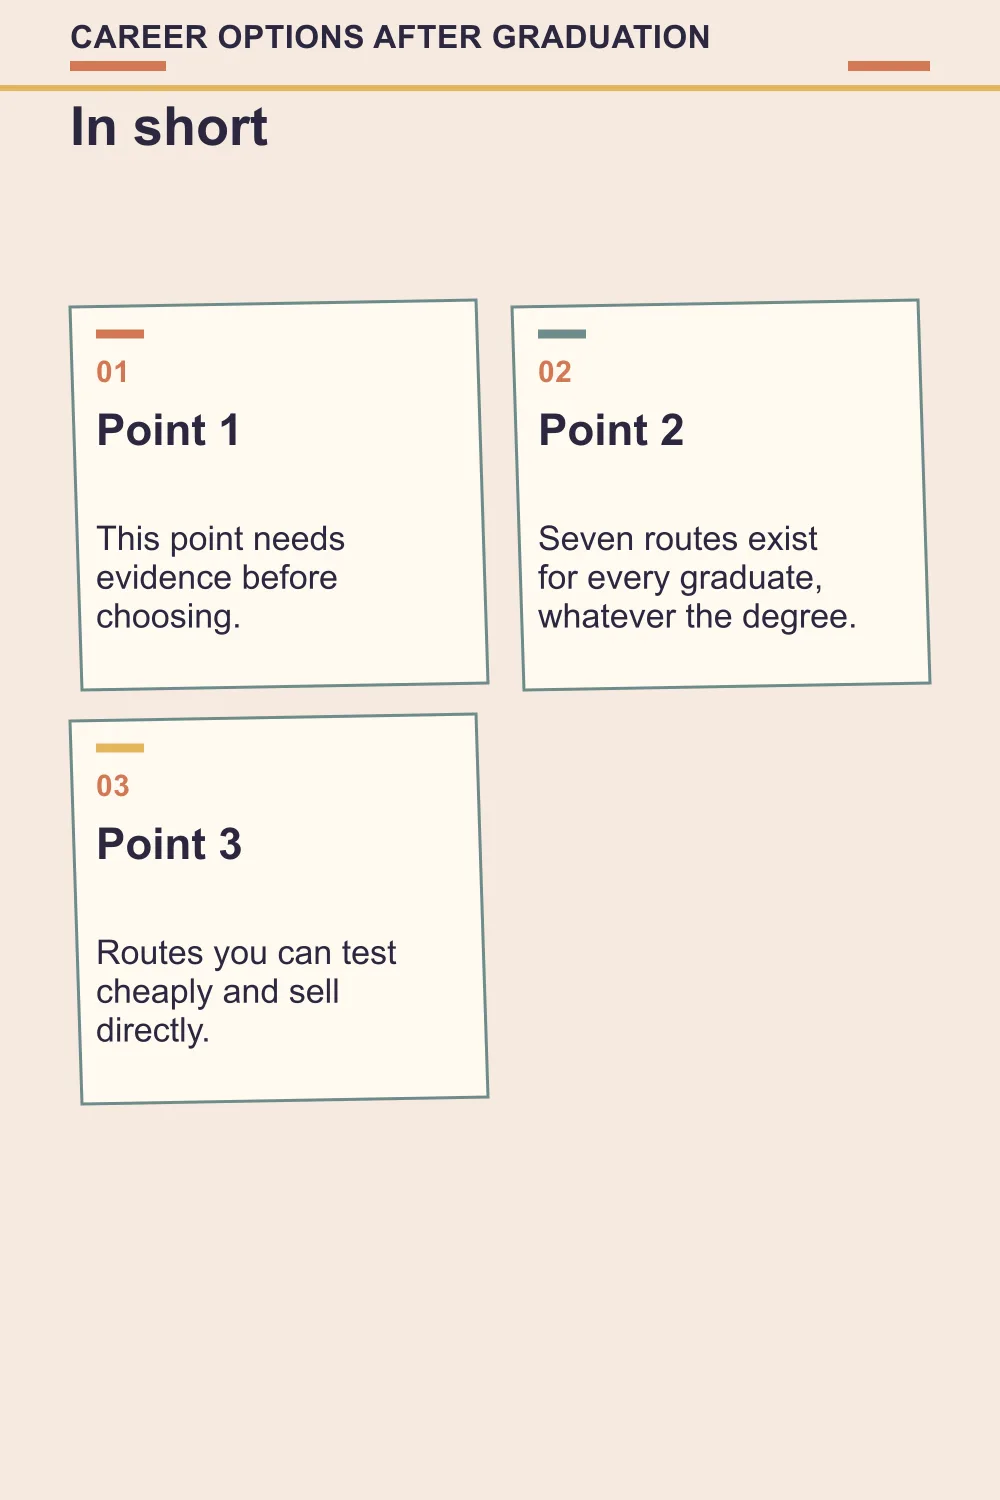 CAREER OPTIONS AFTER GRADUATION
In short
01
Point 1
This point needs
evidence before
choosing.
02
Point 2
Seven routes exist
for every graduate,
whatever the degree.
03
Point 3
Routes you can test
cheaply and sell
directly.